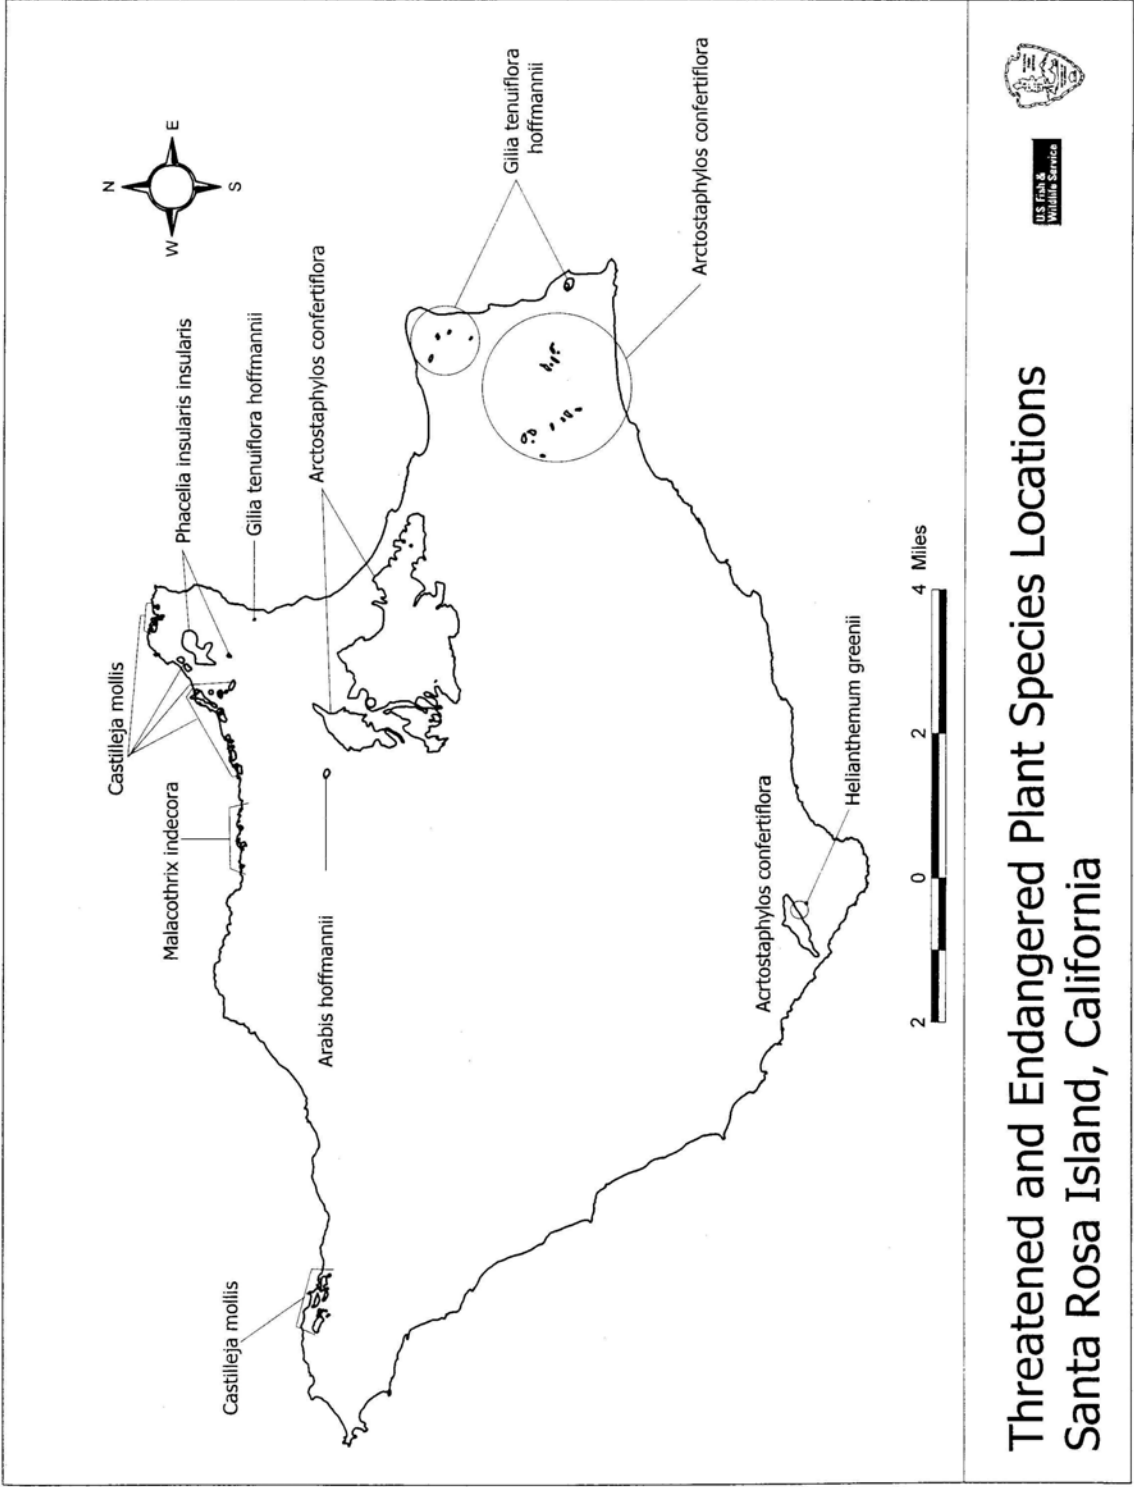 N
W
E
S
Castilleja mollis
Phacelia insularis insularis
Malacothrix indecora
Gilia tenuiflora hoffmannii
Castilleja mollis
Arabis hoffmannii
Arctostaphylos confertiflora
Gilia tenuiflora
hoffmannii
Arctostaphylos confertiflora
Acrtostaphylos confertiflora
Helianthemum greenii
2
0
2
4 Miles
Threatened and Endangered Plant Species Locations
Santa Rosa Island, California
U.S. Fish &
Wildlife Service